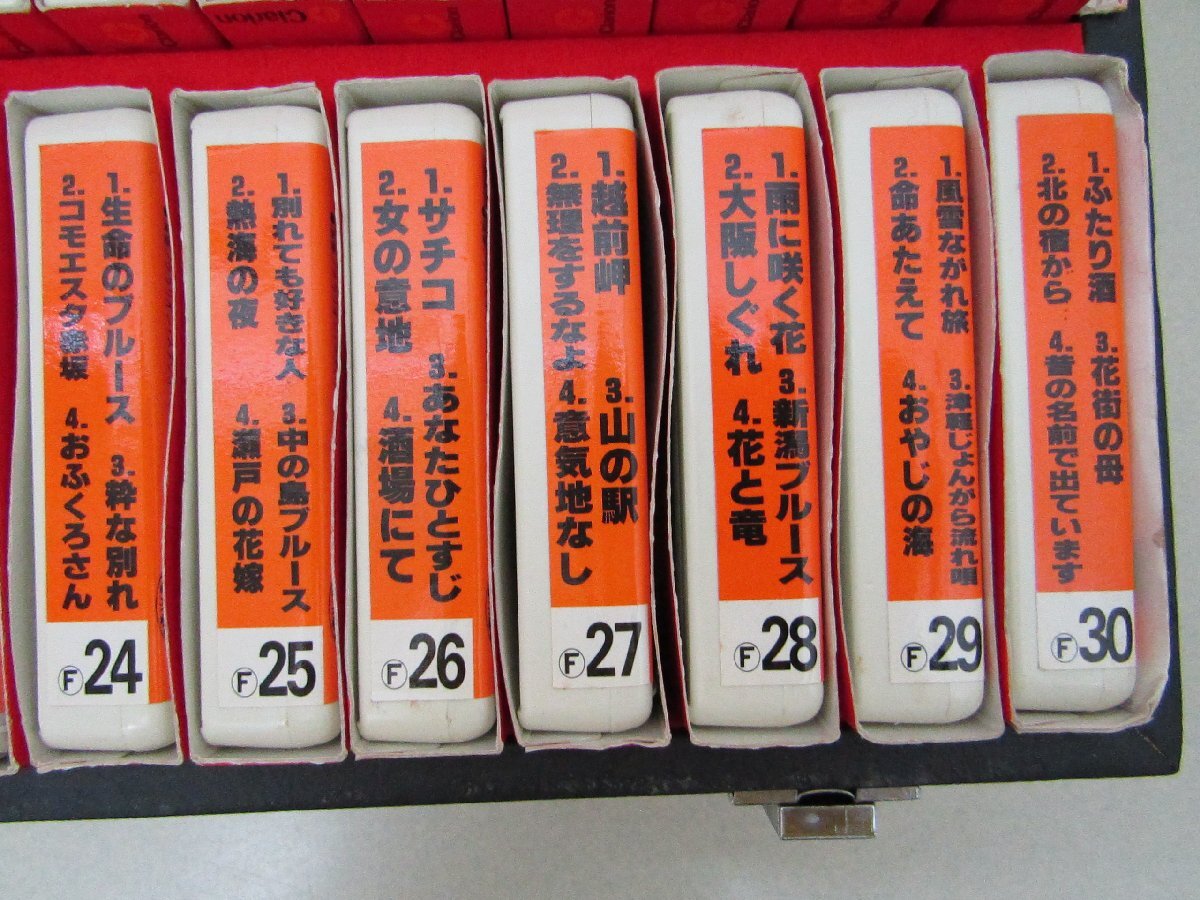 Clarion
1.生命のブルース
2.コモエスタ赤坂
3.粋な別れ
4.おふくろさん
Ⓕ24
1.別れても好きな人
2.熱海の夜
3.中の島ブルース
4.瀬戸の花嫁
Ⓕ25
1.サチコ
2.女の意地
3.あなたひとすじ
4.酒場にて
Ⓕ26
1.越前岬
2.無理をするなよ
3.山の駅
4.意気地なし
Ⓕ27
1.雨に咲く花
2.大阪しぐれ
3.新潟ブルース
4.花と竜
Ⓕ28
1.風雪ながれ旅
2.命あたえて
3.津軽じょんがら流れ唄
4.おやじの海
Ⓕ29
1.ふたり酒
2.北の宿から
3.花街の母
4.昔の名前で出ています
Ⓕ30